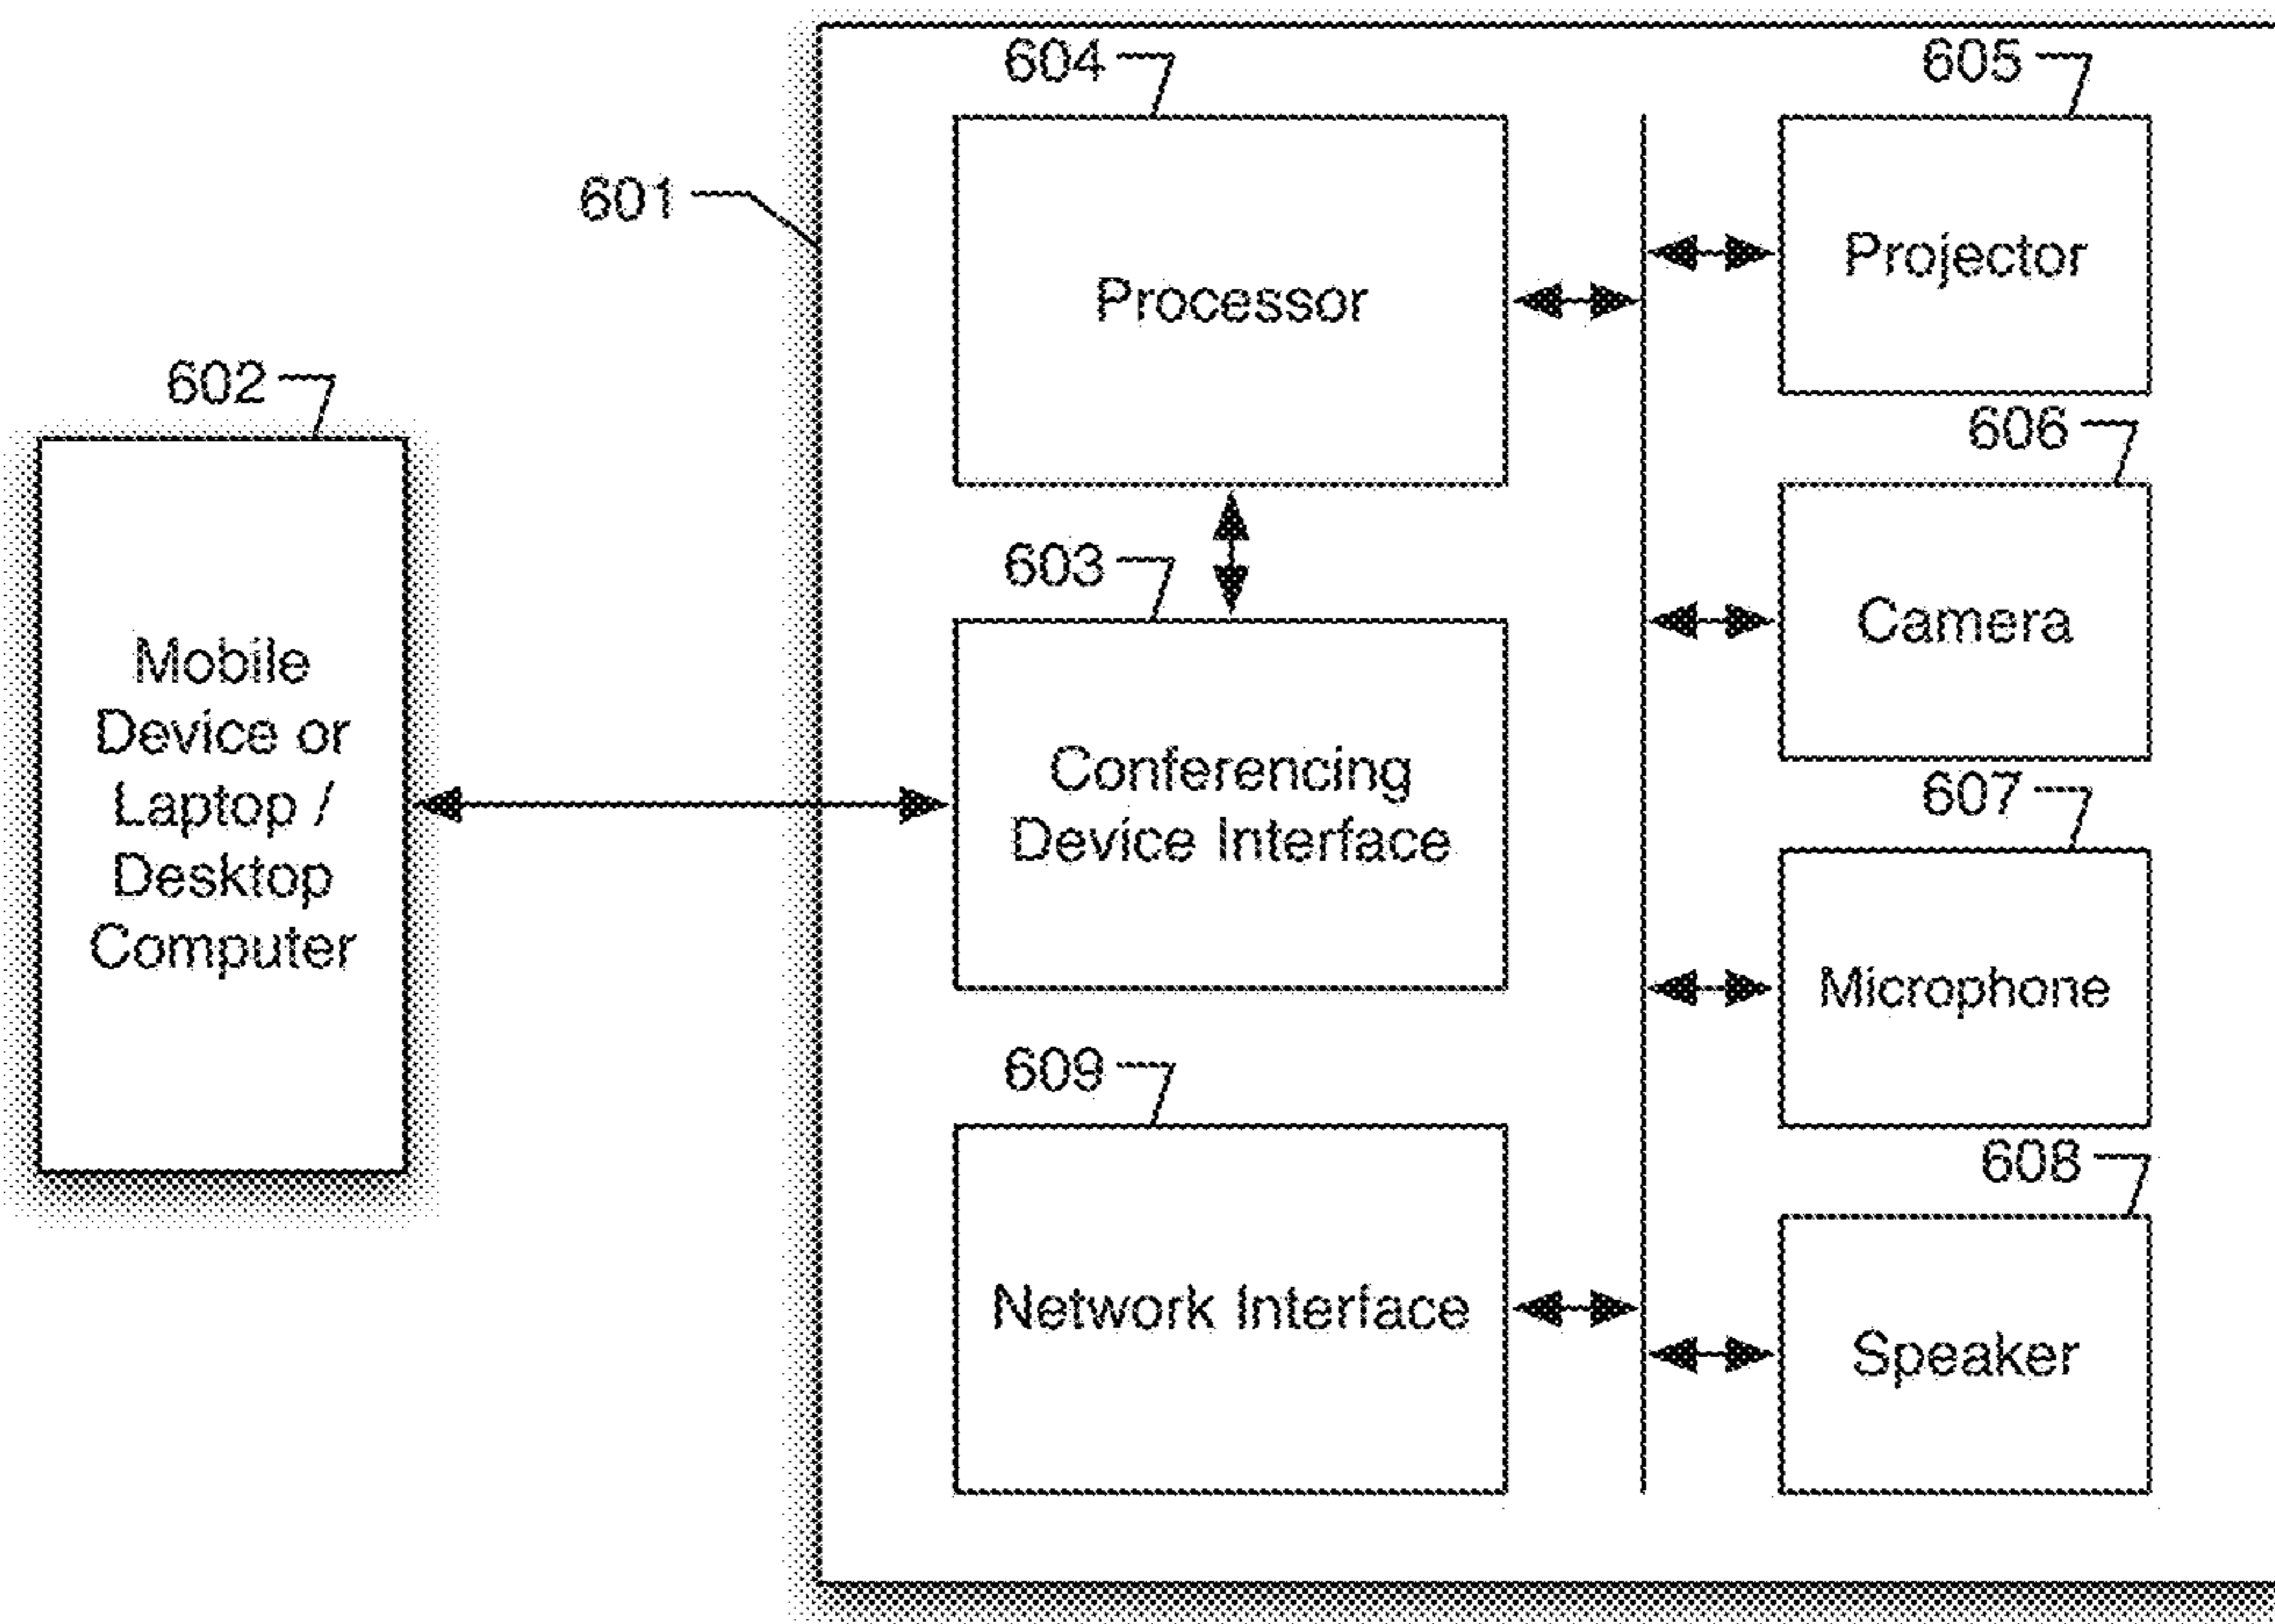 604
605
601
Processor
Projector
602
606
603
Mobile
Device or
Laptop /
Desktop
Computer
Camera
Conferencing
Device Interface
607
Microphone
609
608
Network Interface
Speaker